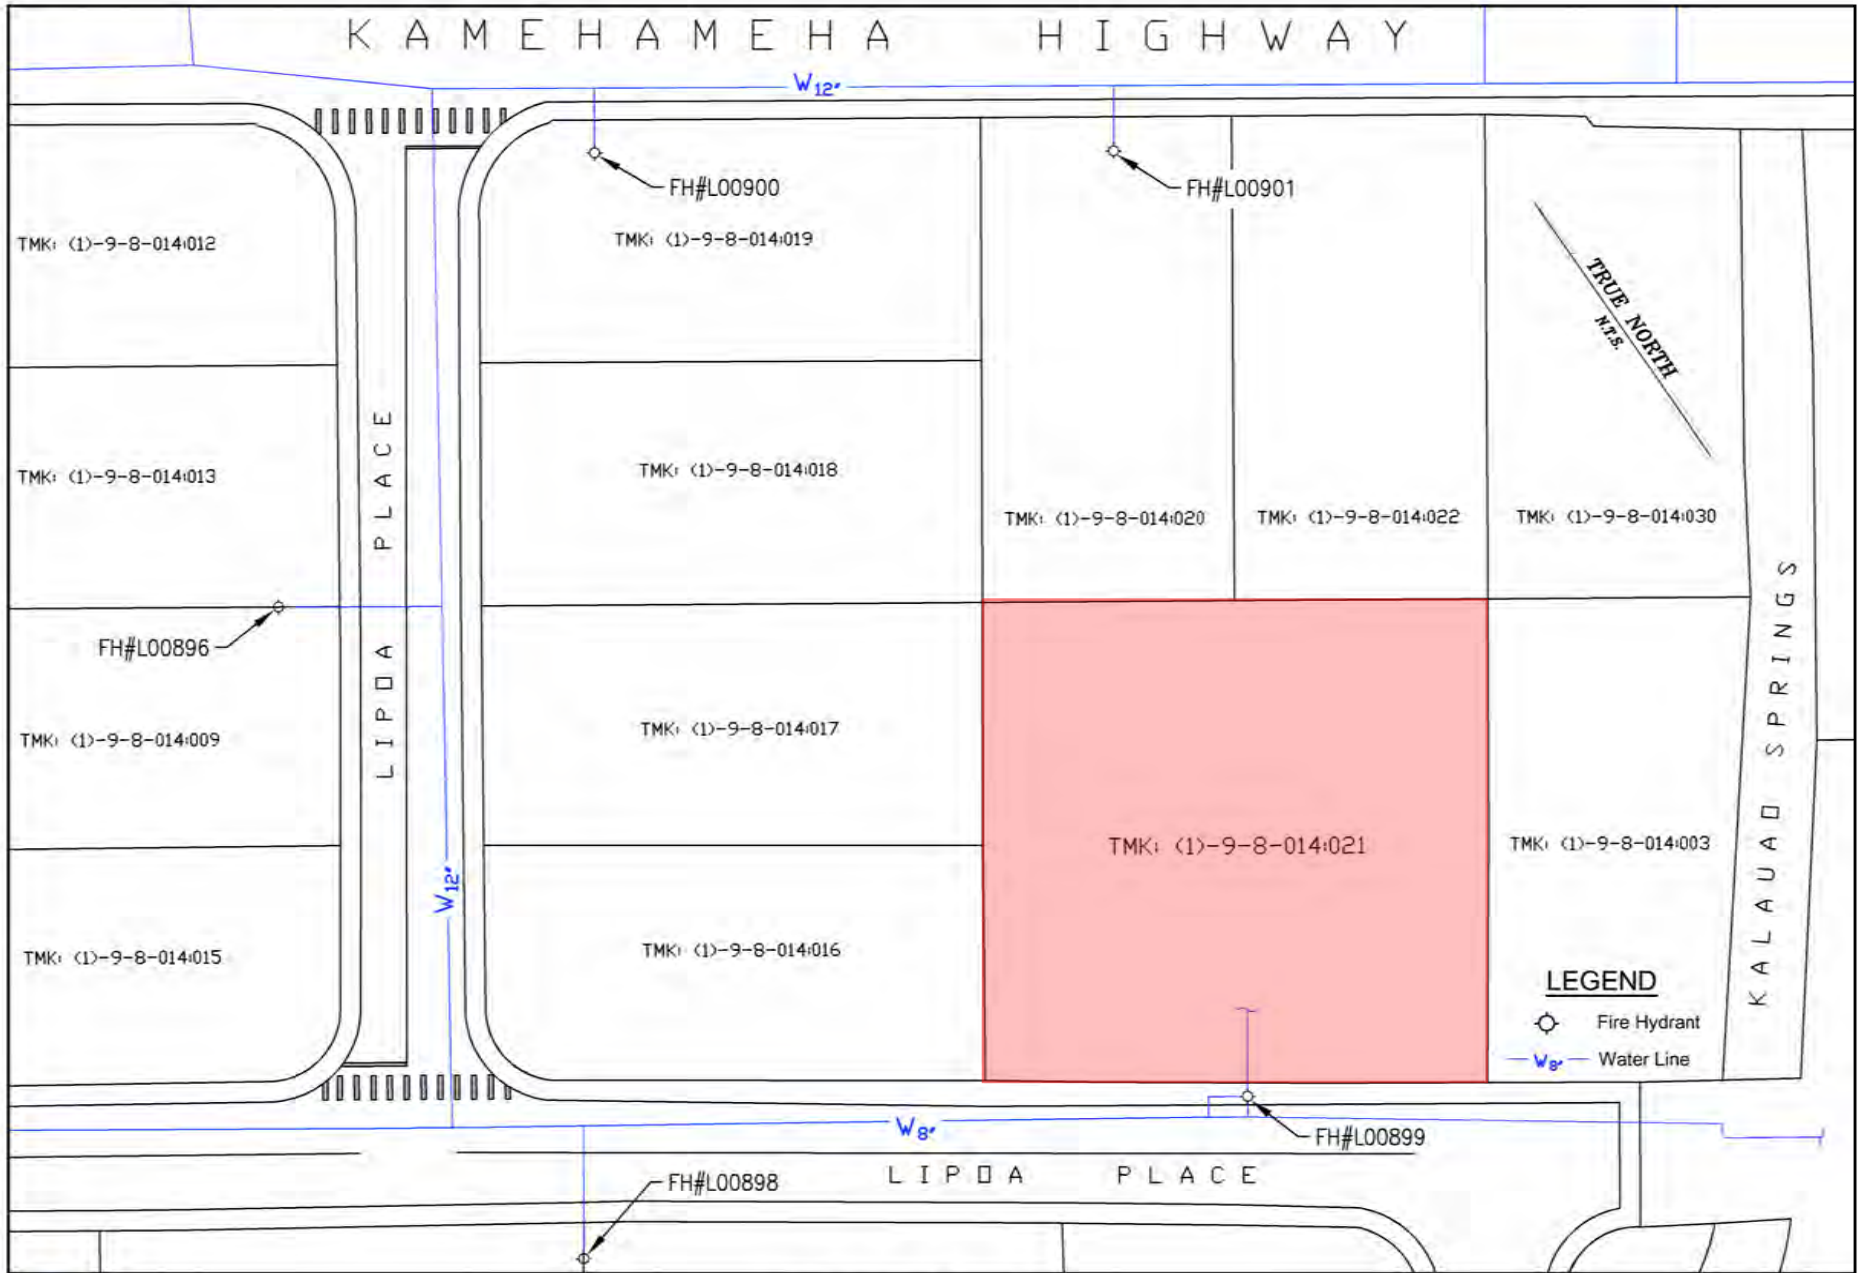 KAMEHAMEHA HIGHWAY
W12"
FH#L00900
FH#L00901
TMK: (1)-9-8-014:012
TMK: (1)-9-8-014:019
TRUE NORTH
N.T.S.
TMK: (1)-9-8-014:013
LIPOA PLACE
TMK: (1)-9-8-014:018
TMK: (1)-9-8-014:020
TMK: (1)-9-8-014:022
TMK: (1)-9-8-014:030
FH#L00896
KALAUAO SPRINGS
TMK: (1)-9-8-014:009
TMK: (1)-9-8-014:017
TMK: (1)-9-8-014:021
TMK: (1)-9-8-014:003
W12"
TMK: (1)-9-8-014:015
TMK: (1)-9-8-014:016
LEGEND
Fire Hydrant
W8" Water Line
W8"
FH#L00899
FH#L00898
LIPOA PLACE